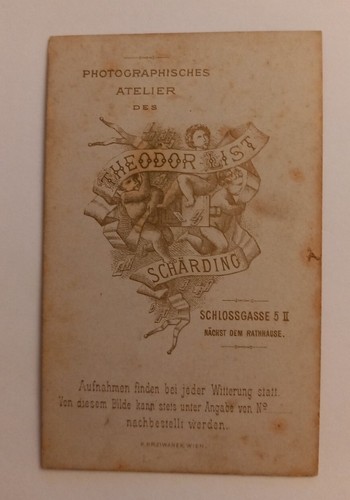 PHOTOGRAPHISCHES
ATELIER
DES
THEODOR LIST
SCHÄRDING
SCHLOSSGASSE 5 II
NÄCHST DEM RATHHAUSE.
Aufnahmen finden bei jeder Witterung statt.
Von diesem Bilde kann stets unter Angabe von Nº
nachbestellt werden.
WIEN.